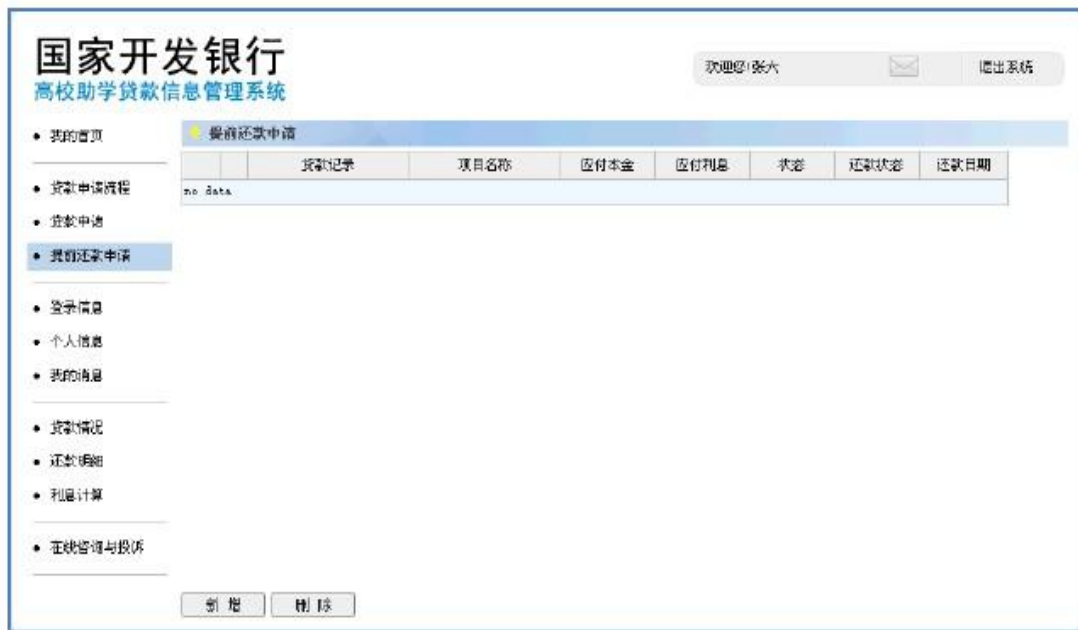 国家开发银行
高校助学贷款信息管理系统
欢迎您!张六 退出系统
我的首页
贷款申请流程
贷款申请
提前还款申请
登录信息
个人信息
我的消息
贷款情况
还款明细
利息计算
在线咨询与投诉
提前还款申请
贷款记录 项目名称 应付本金 应付利息 状态 还款状态 还款日期
no data
新 增 删 除